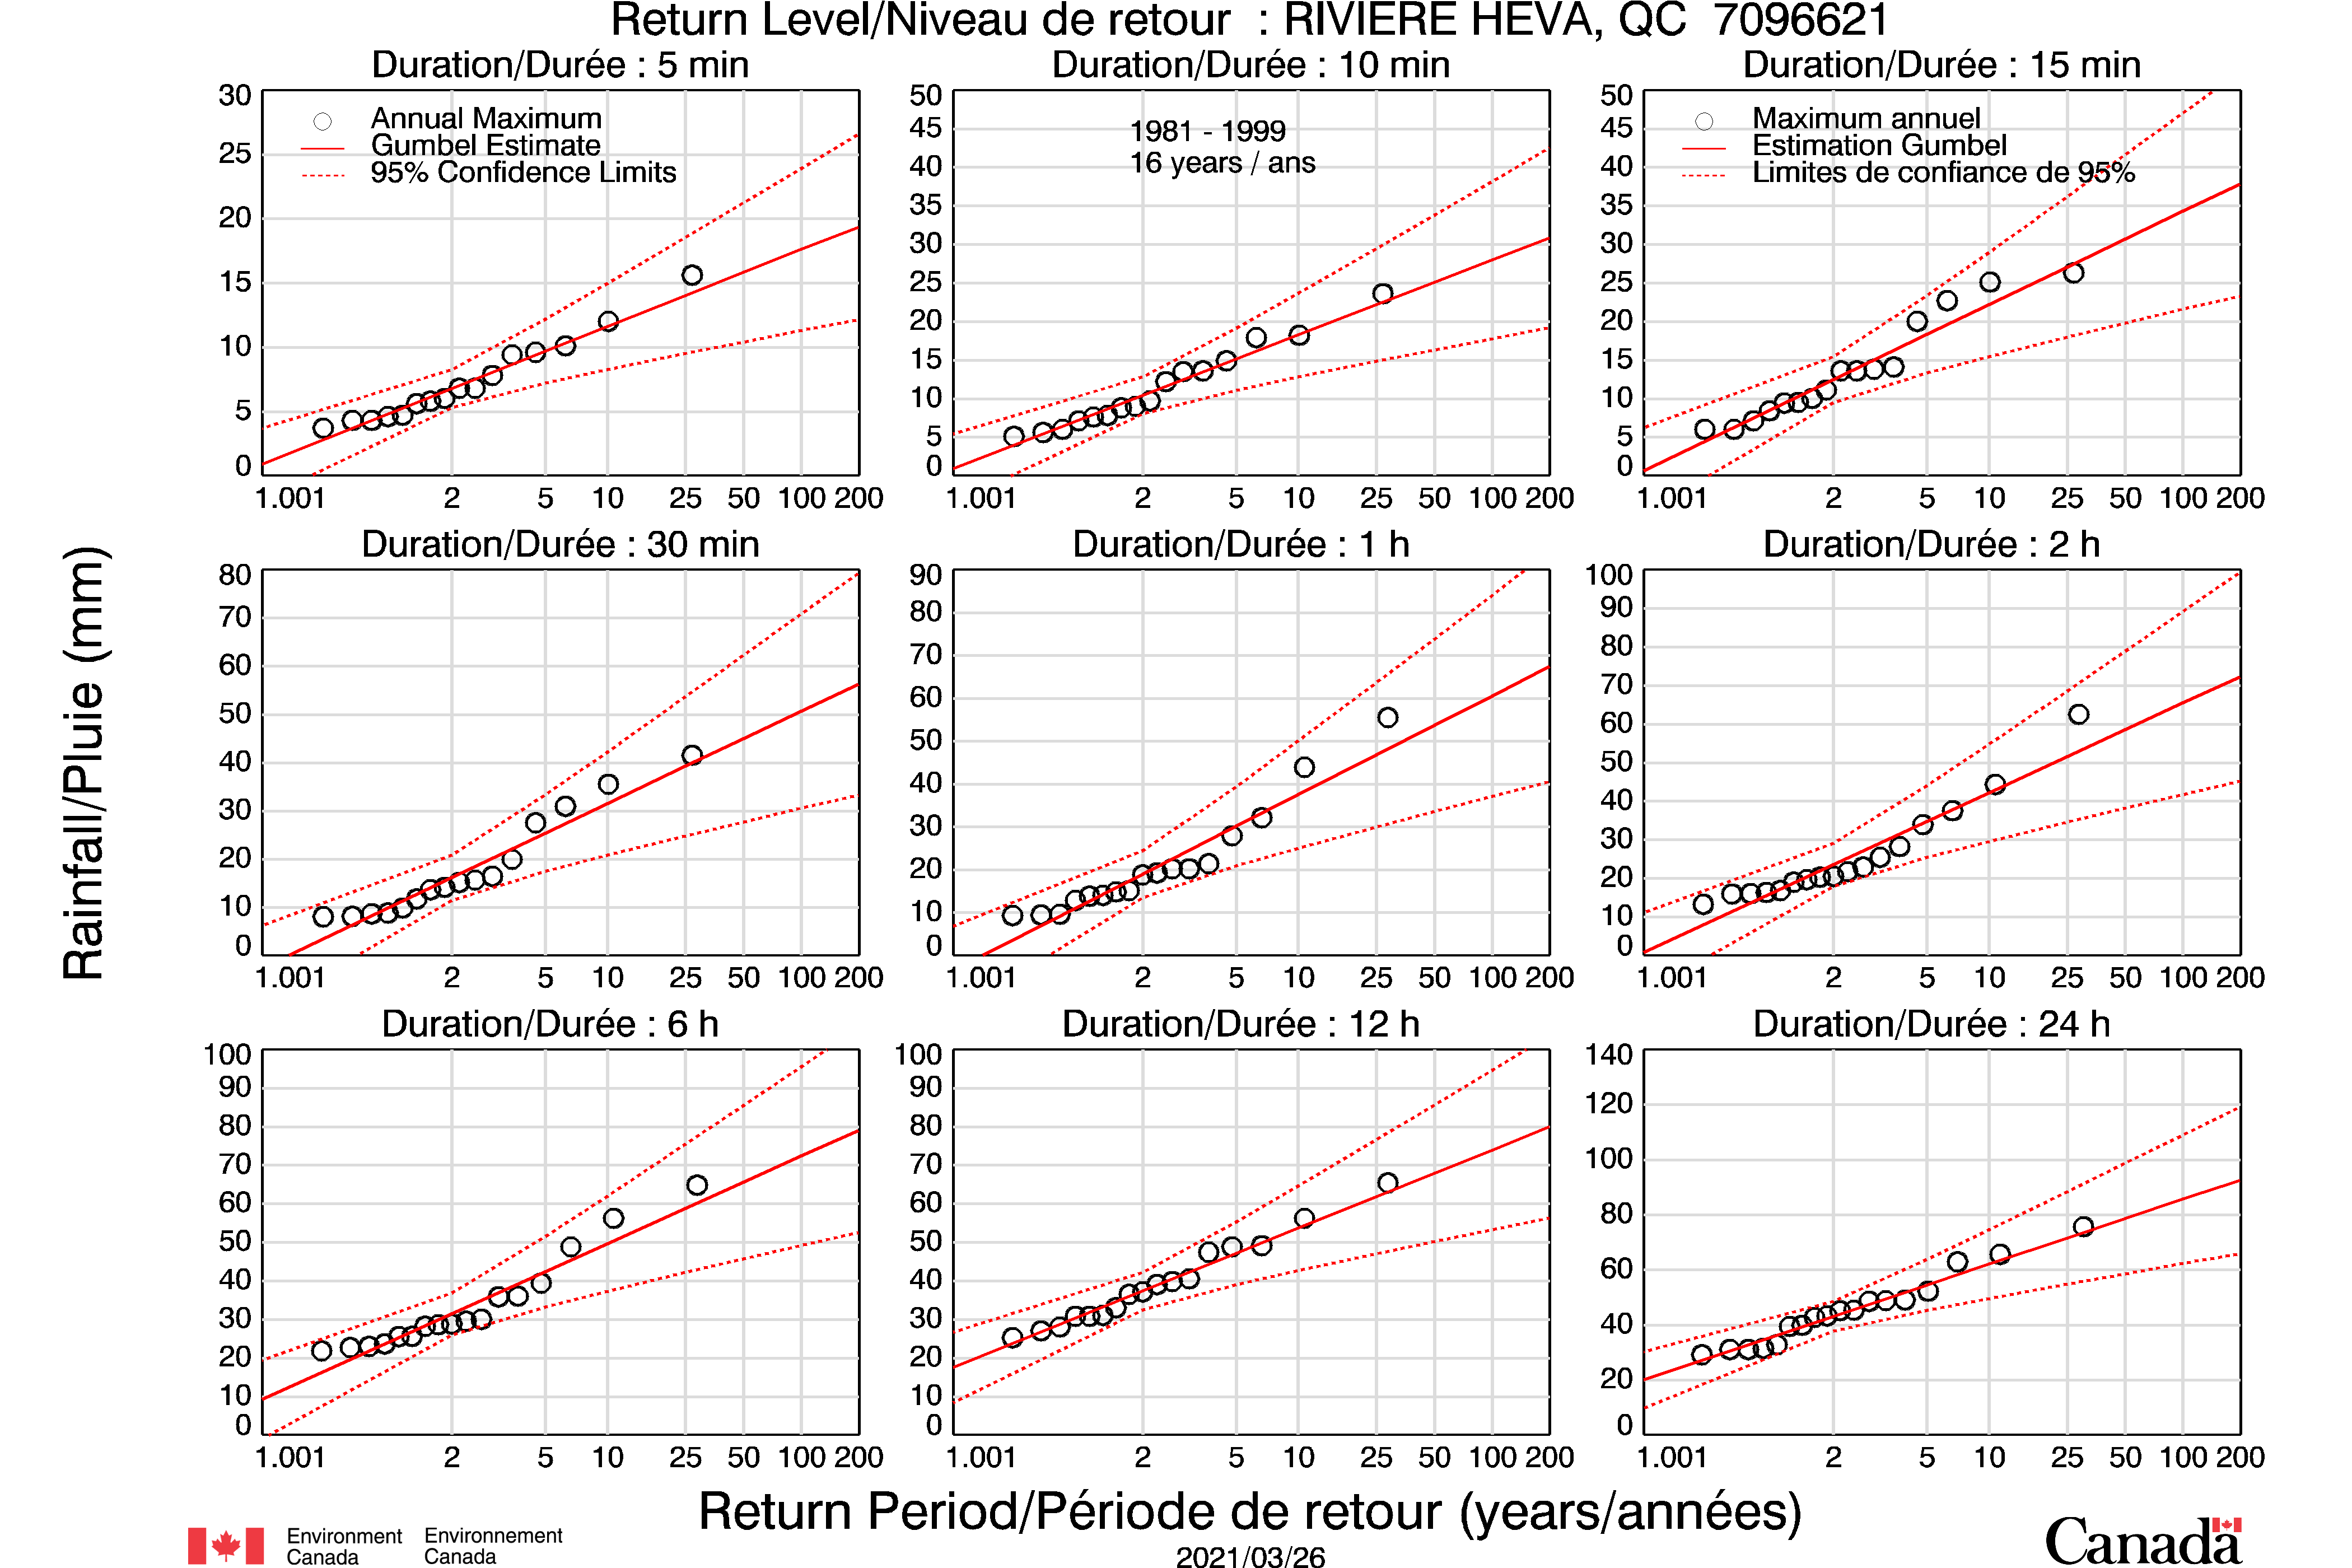 Return Level/Niveau de retour : RIVIERE HEVA, QC 7096621
Duration/Durée : 5 min
30
25
20
15
10
5
0
Annual Maximum
Gumbel Estimate
95% Confidence Limits
1.001 2 5 10 25 50 100 200
Duration/Durée : 10 min
50
45
40
35
30
25
20
15
10
5
0
1981 - 1999
16 years / ans
1.001 2 5 10 25 50 100 200
Duration/Durée : 15 min
50
45
40
35
30
25
20
15
10
5
0
Maximum annuel
Estimation Gumbel
Limites de confiance de 95%
1.001 2 5 10 25 50 100 200
Rainfall/Pluie (mm)
Duration/Durée : 30 min
80
70
60
50
40
30
20
10
0
1.001 2 5 10 25 50 100 200
Duration/Durée : 1 h
90
80
70
60
50
40
30
20
10
0
1.001 2 5 10 25 50 100 200
Duration/Durée : 2 h
100
90
80
70
60
50
40
30
20
10
0
1.001 2 5 10 25 50 100 200
Duration/Durée : 6 h
100
90
80
70
60
50
40
30
20
10
0
1.001 2 5 10 25 50 100 200
Duration/Durée : 12 h
100
90
80
70
60
50
40
30
20
10
0
1.001 2 5 10 25 50 100 200
Duration/Durée : 24 h
140
120
100
80
60
40
20
0
1.001 2 5 10 25 50 100 200
Return Period/Période de retour (years/années)
Environment
Canada
Environnement
Canada
2021/03/26
Canada